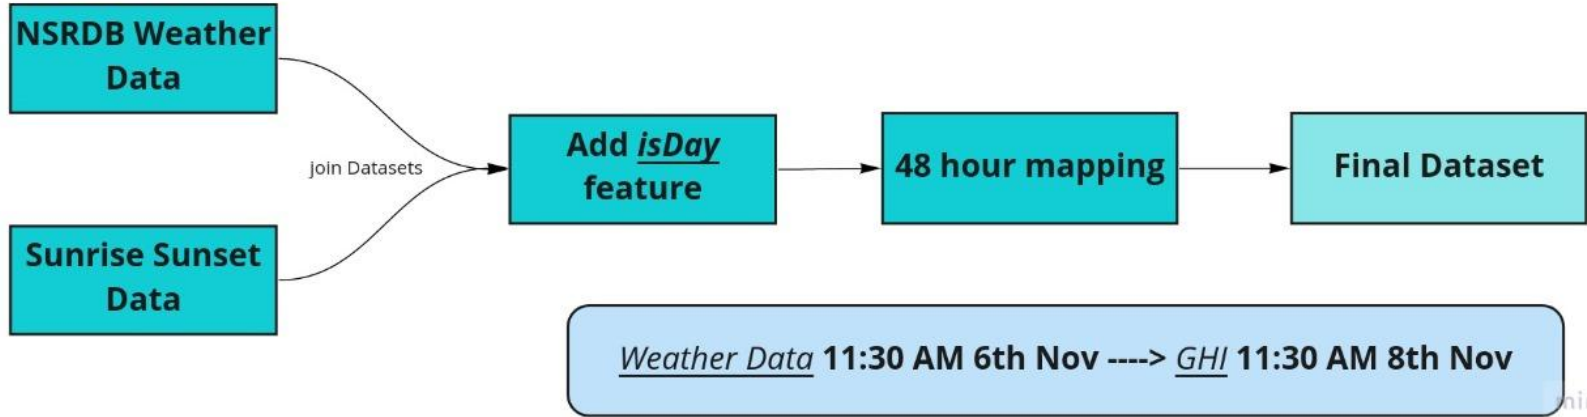 NSRDB Weather
Data
join Datasets
Sunrise Sunset
Data
Add isDay
feature
48 hour mapping
Final Dataset
Weather Data 11:30 AM 6th Nov ----> GHI 11:30 AM 8th Nov